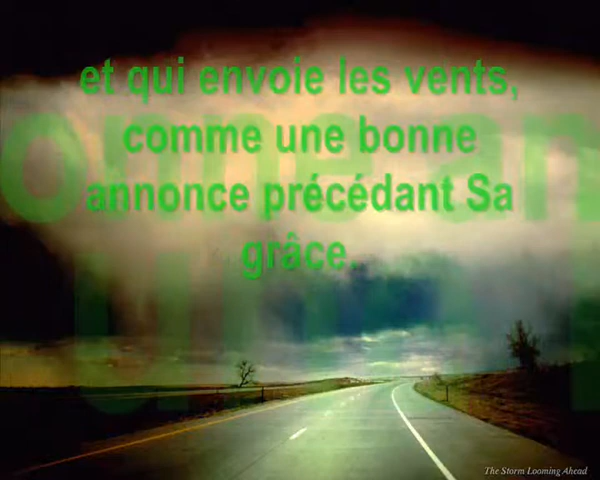 et qui envoie les vents,
comme une bonne
annonce précédant Sa
grâce.
The Storm Looming Ahead